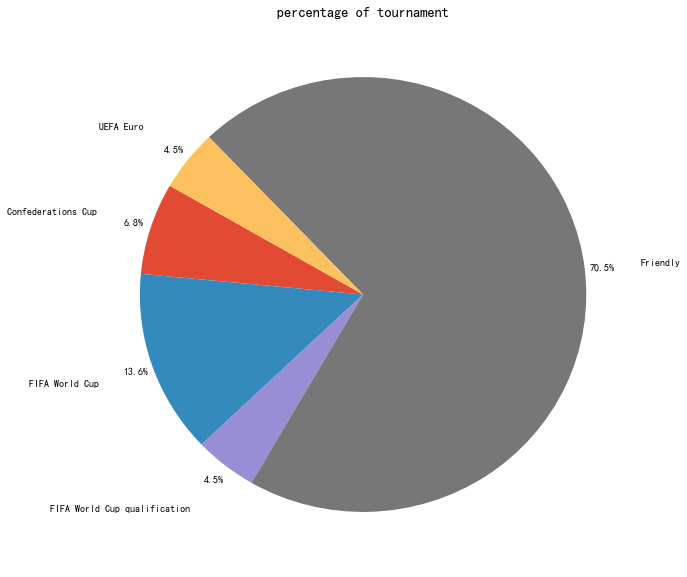 percentage of tournament
UEFA Euro
4.5%
Confederations Cup
6.8%
70.5%
Friendly
13.6%
FIFA World Cup
4.5%
FIFA World Cup qualification